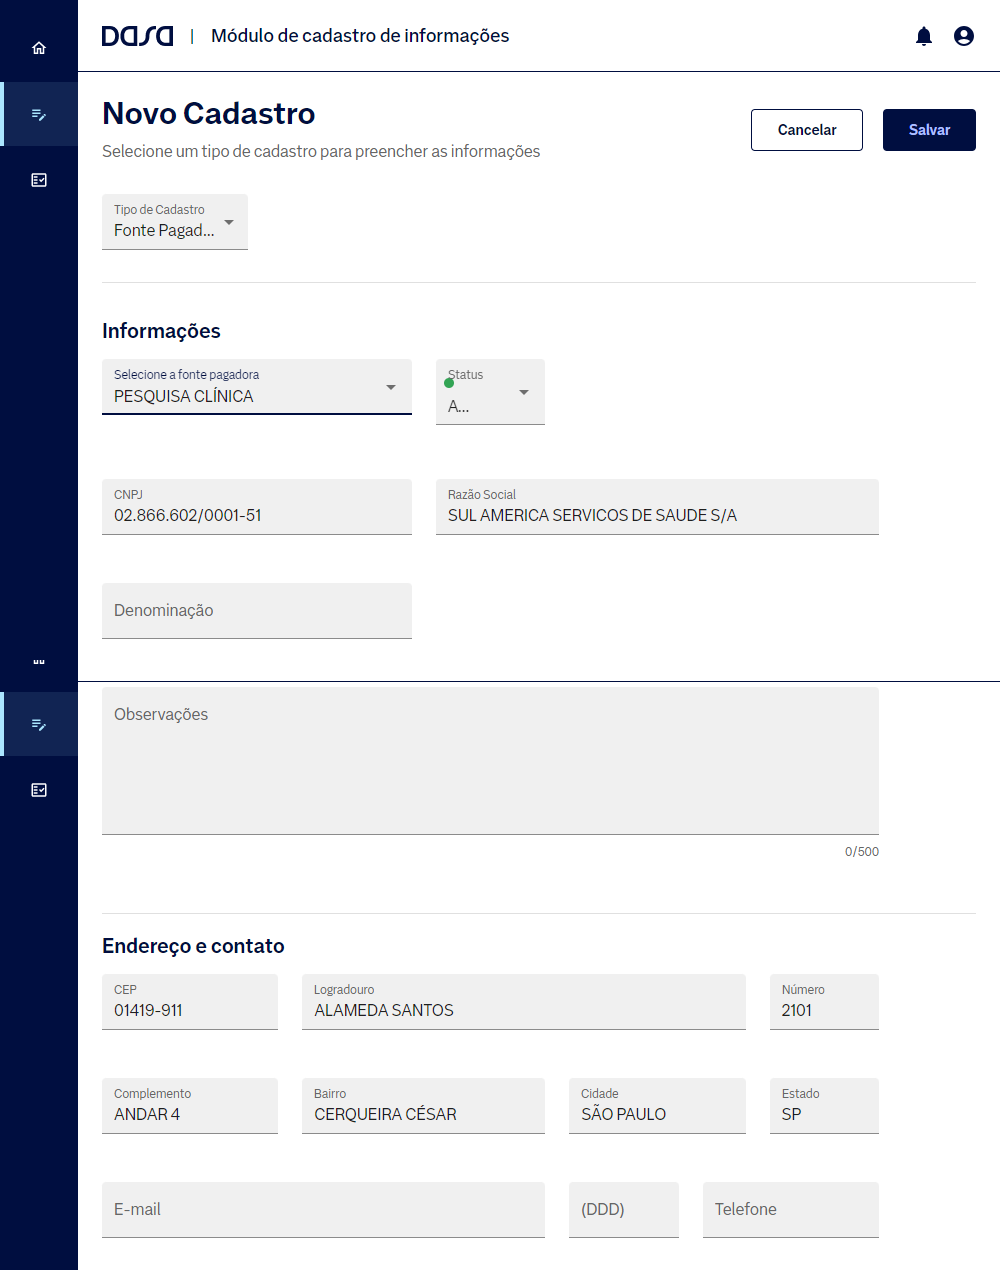 DASA | Módulo de cadastro de informações
Novo Cadastro
Selecione um tipo de cadastro para preencher as informações
Cancelar
Salvar
Tipo de Cadastro
Fonte Pagad...
Informações
Selecione a fonte pagadora
PESQUISA CLÍNICA
Status
A...
CNPJ
02.866.602/0001-51
Razão Social
SUL AMERICA SERVICOS DE SAUDE S/A
Denominação
Observações
0/500
Endereço e contato
CEP
01419-911
Logradouro
ALAMEDA SANTOS
Número
2101
Complemento
ANDAR 4
Bairro
CERQUEIRA CÉSAR
Cidade
SÃO PAULO
Estado
SP
E-mail
(DDD)
Telefone